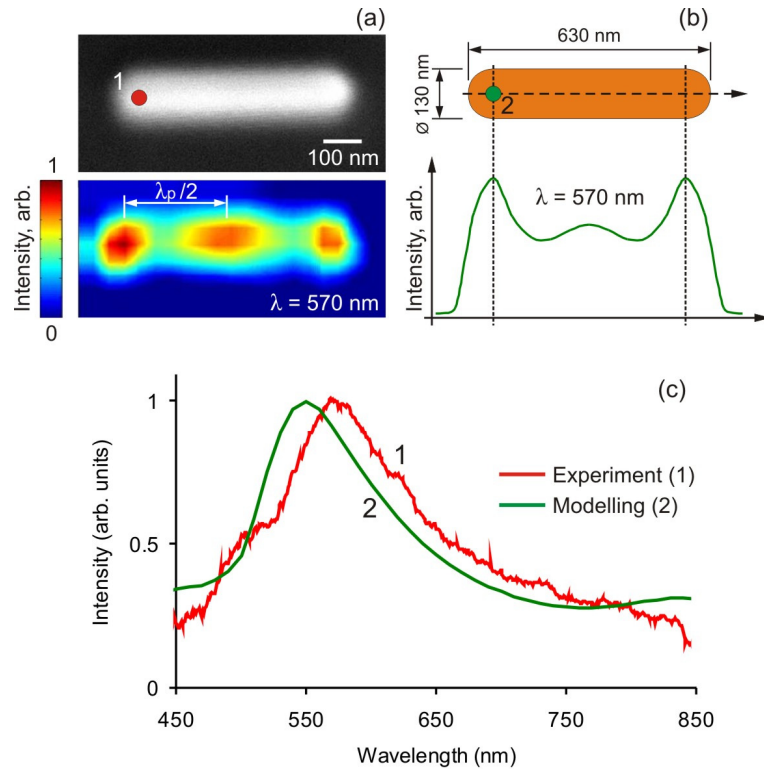 (a)
1
100 nm
1
Intensity, arb.
0
λp/2
λ = 570 nm
(b)
630 nm
Ø 130 nm
2
Intensity, arb.
λ = 570 nm
(c)
1
0.5
0
Intensity (arb. units)
1
2
Experiment (1)
Modelling (2)
450 550 650 750 850
Wavelength (nm)